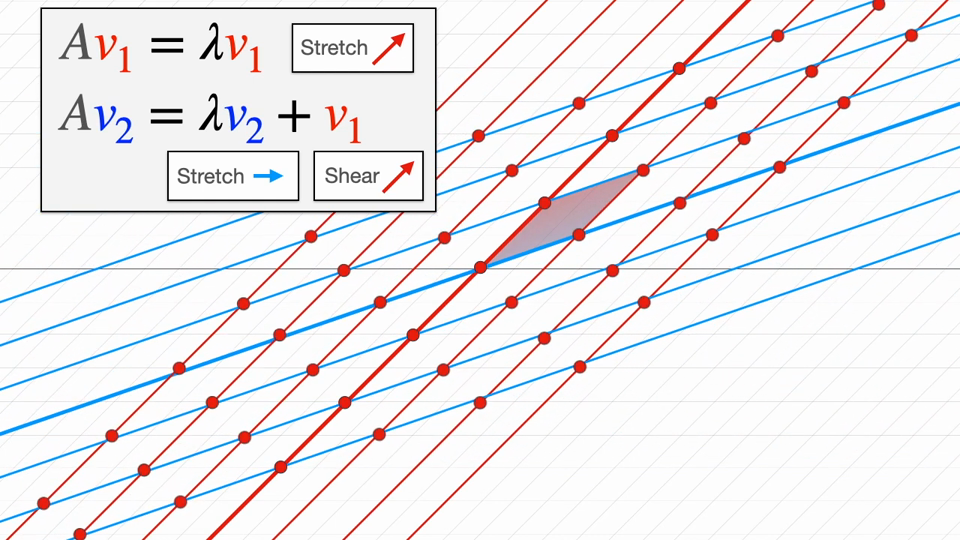 Av₁ = λv₁ Stretch
Av₂ = λv₂ + v₁
Stretch Shear